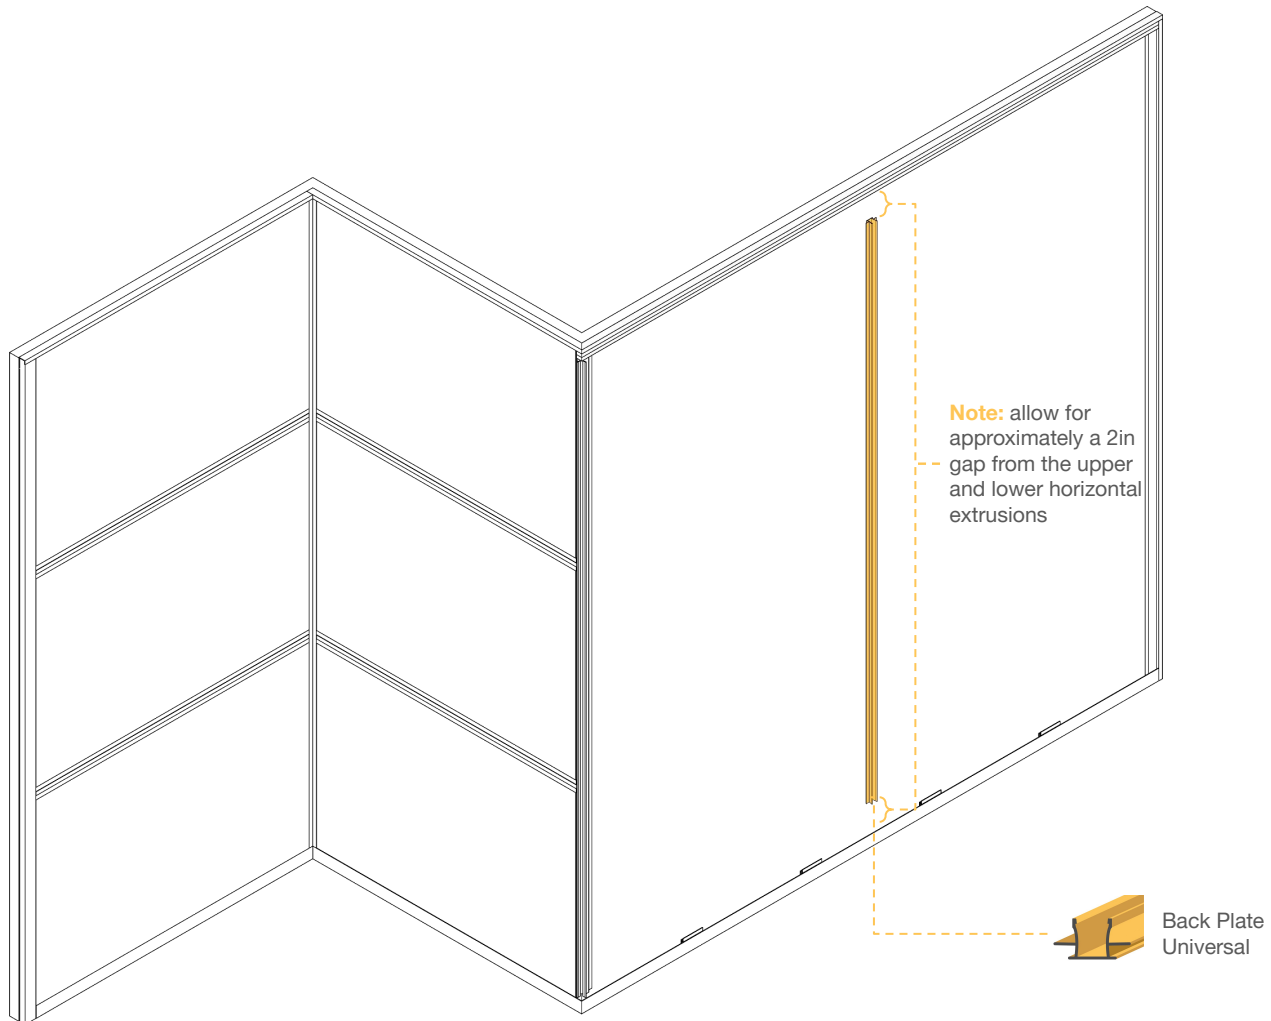 Note: allow for
approximately a 2in
gap from the upper
and lower horizontal
extrusions
Back Plate
Universal